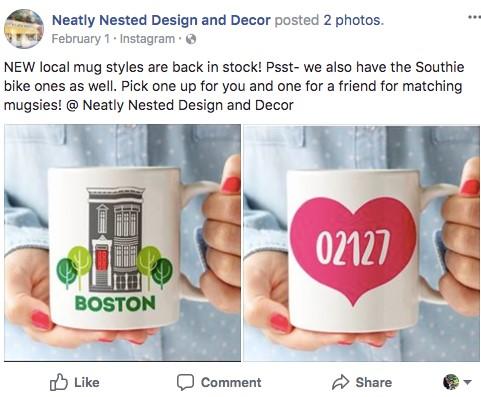 Neatly Nested Design and Decor posted 2 photos.
February 1 · Instagram ·
NEW local mug styles are back in stock! Psst- we also have the Southie
bike ones as well. Pick one up for you and one for a friend for matching
mugsies! @ Neatly Nested Design and Decor
BOSTON
02127
Like
Comment
Share